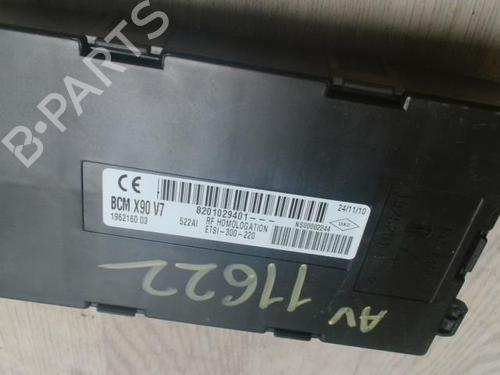 B-PARTS
CE
BCM X90 V7
1962160 03
8201029401---
522AI RF HOMOLOGATION
ETSI-300-220
24/11/10
NS00002044
AV 11622